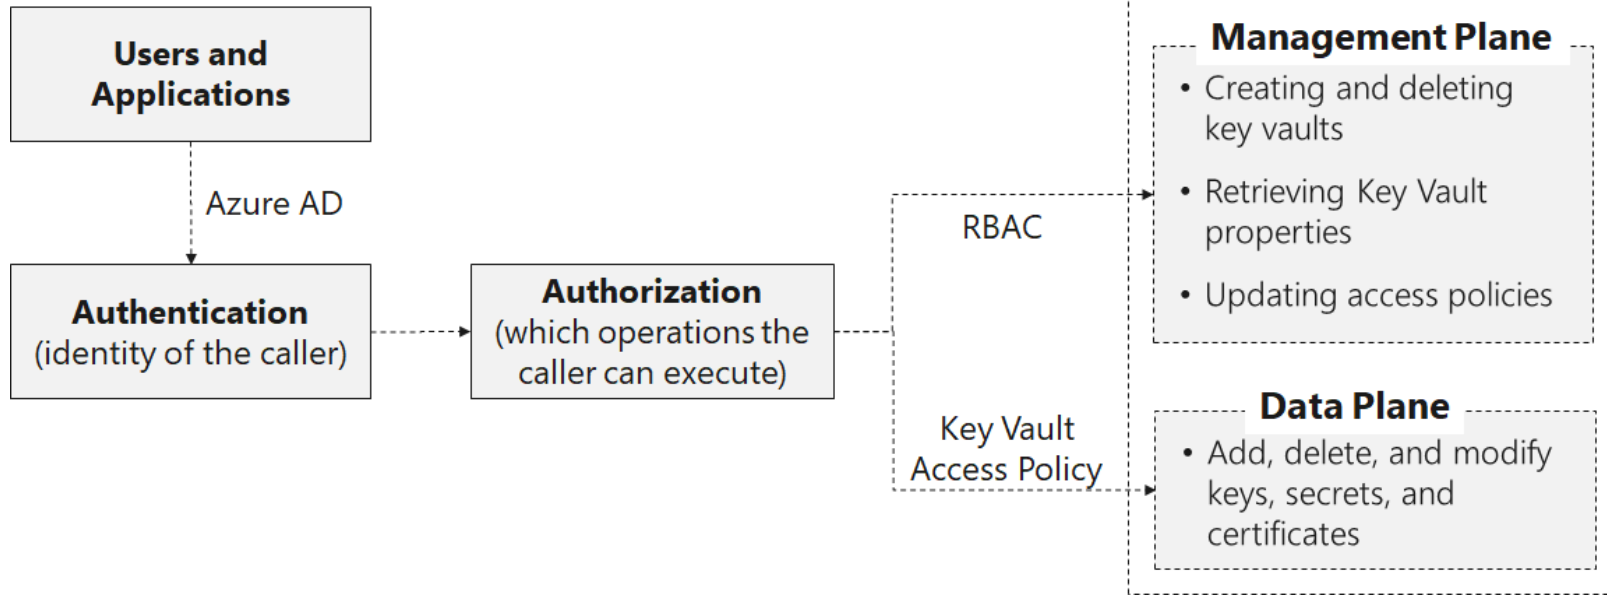 Users and
Applications
Azure AD
Authentication
(identity of the caller)
Authorization
(which operations the
caller can execute)
RBAC
Key Vault
Access Policy
Management Plane
• Creating and deleting
key vaults
• Retrieving Key Vault
properties
• Updating access policies
Data Plane
• Add, delete, and modify
keys, secrets, and
certificates